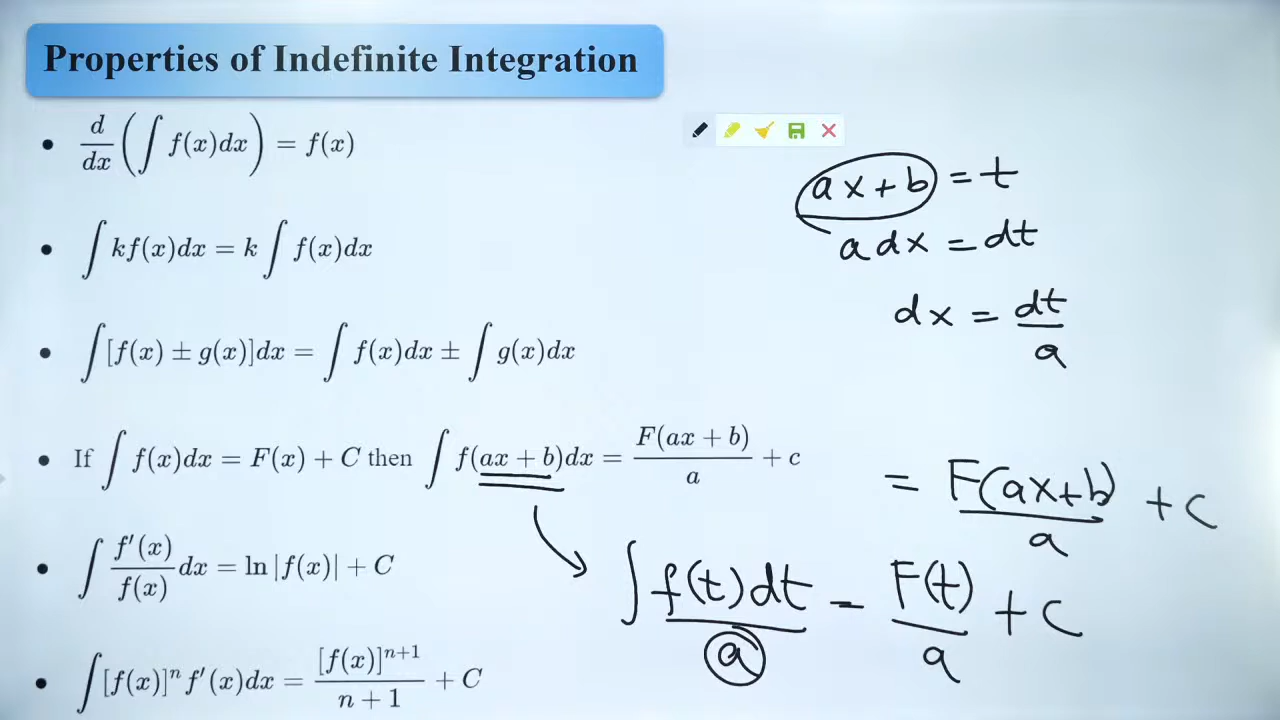 Properties of Indefinite Integration
• d/dx (∫ f(x)dx) = f(x)
• ∫ kf(x)dx = k ∫ f(x)dx
• ∫ [f(x) ± g(x)]dx = ∫ f(x)dx ± ∫ g(x)dx
• If ∫ f(x)dx = F(x) + C then ∫ f(ax + b)dx = F(ax + b)/a + c
• ∫ f′(x)/f(x) dx = ln |f(x)| + C
• ∫ [f(x)]ⁿ f′(x)dx = [f(x)]ⁿ⁺¹/(n + 1) + C
ax+b = t
adx = dt
dx = dt/a
= F(ax+b)/a + c
∫ f(t)dt/a = F(t)/a + c